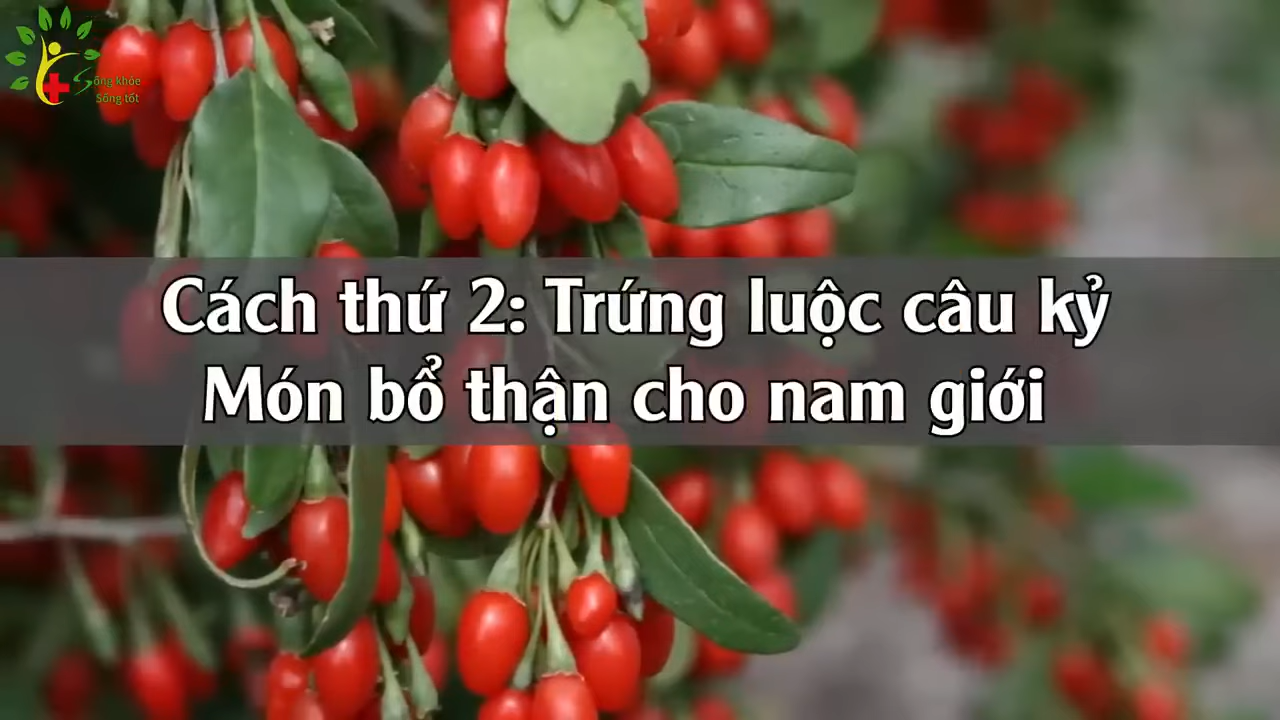 Sống khỏe
Sống tốt
Cách thứ 2: Trứng luộc câu kỷ
Món bổ thận cho nam giới